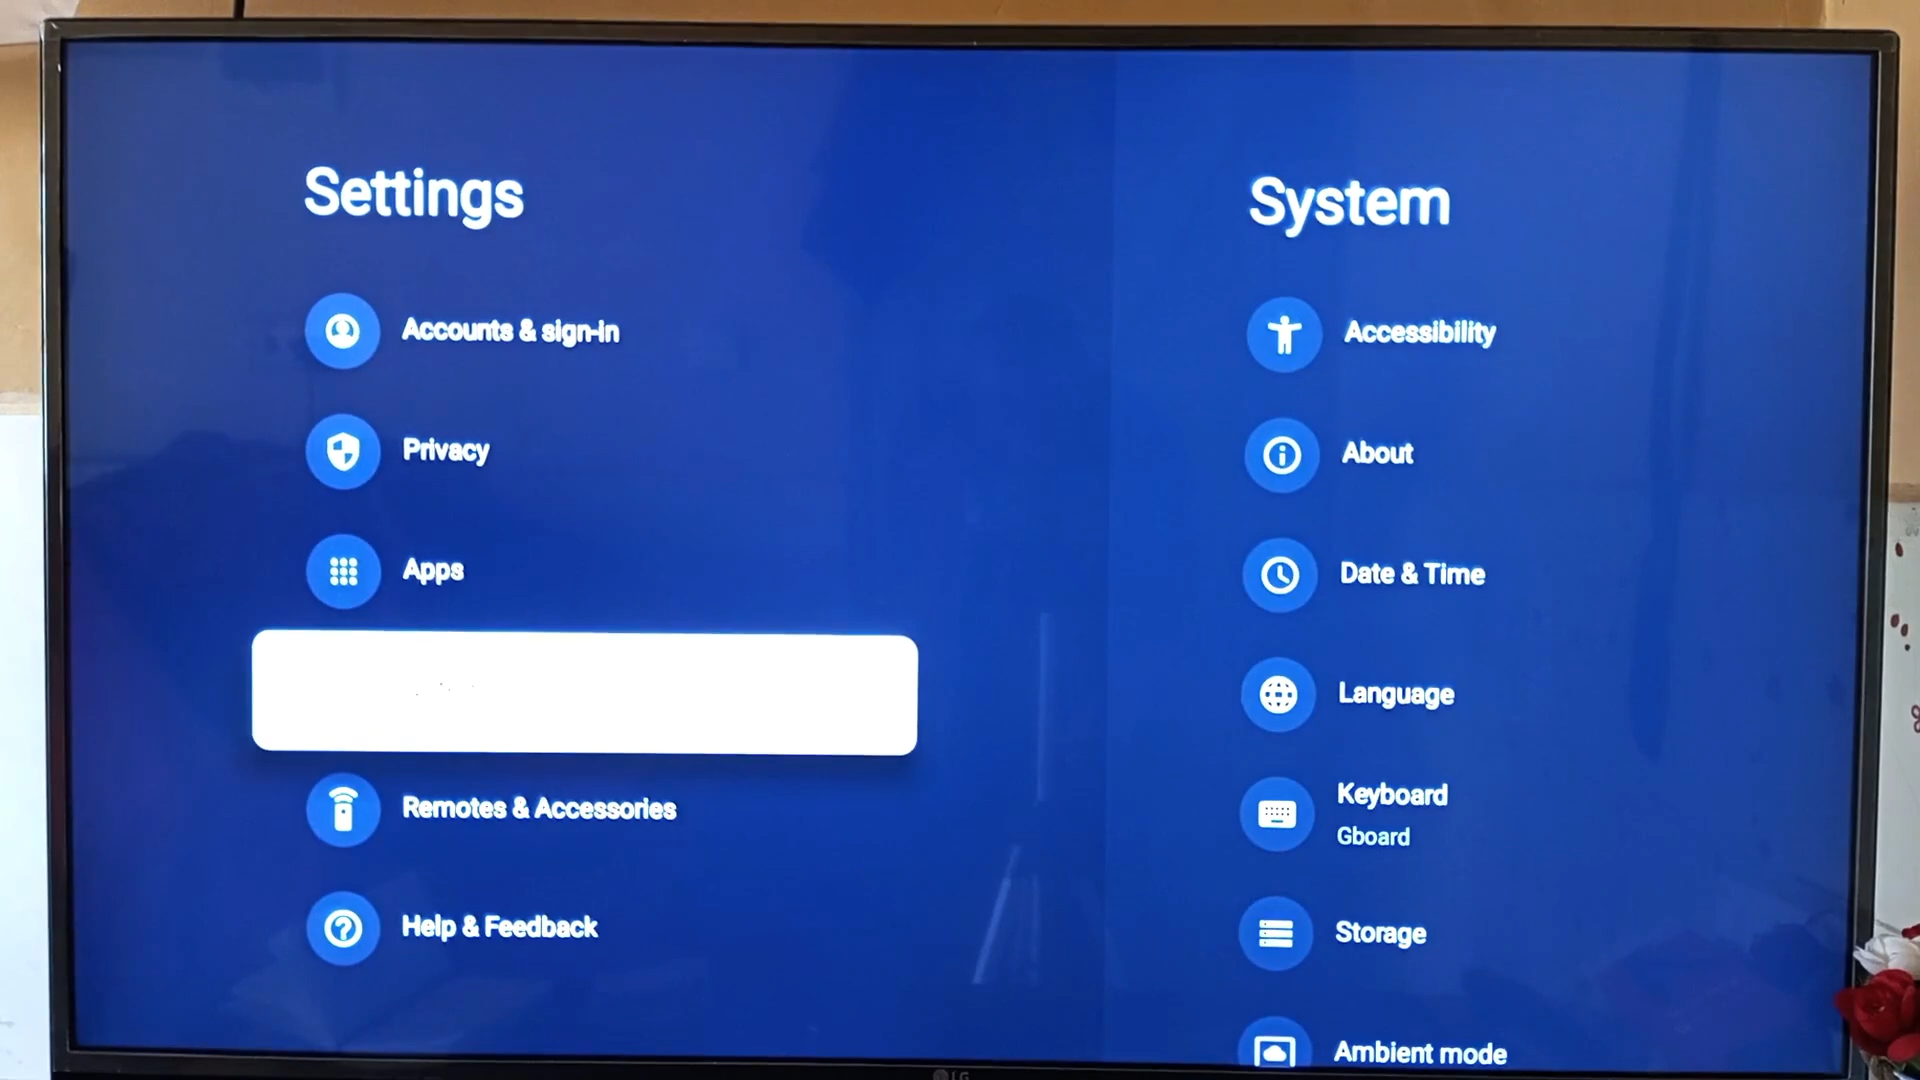 Settings
Accounts & sign-in
Privacy
Apps
Remotes & Accessories
Help & Feedback
System
Accessibility
About
Date & Time
Language
Keyboard
Gboard
Storage
Ambient mode
LG